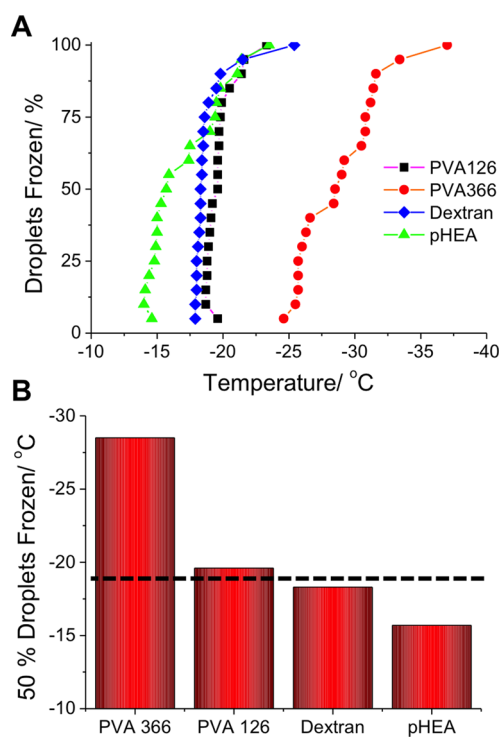 A
Droplets Frozen/ %
100
75
50
25
0
PVA126
PVA366
Dextran
pHEA
-10 -15 -20 -25 -30 -35 -40
Temperature/ °C
B
50 % Droplets Frozen/ °C
-30
-25
-20
-15
-10
PVA 366 PVA 126 Dextran pHEA